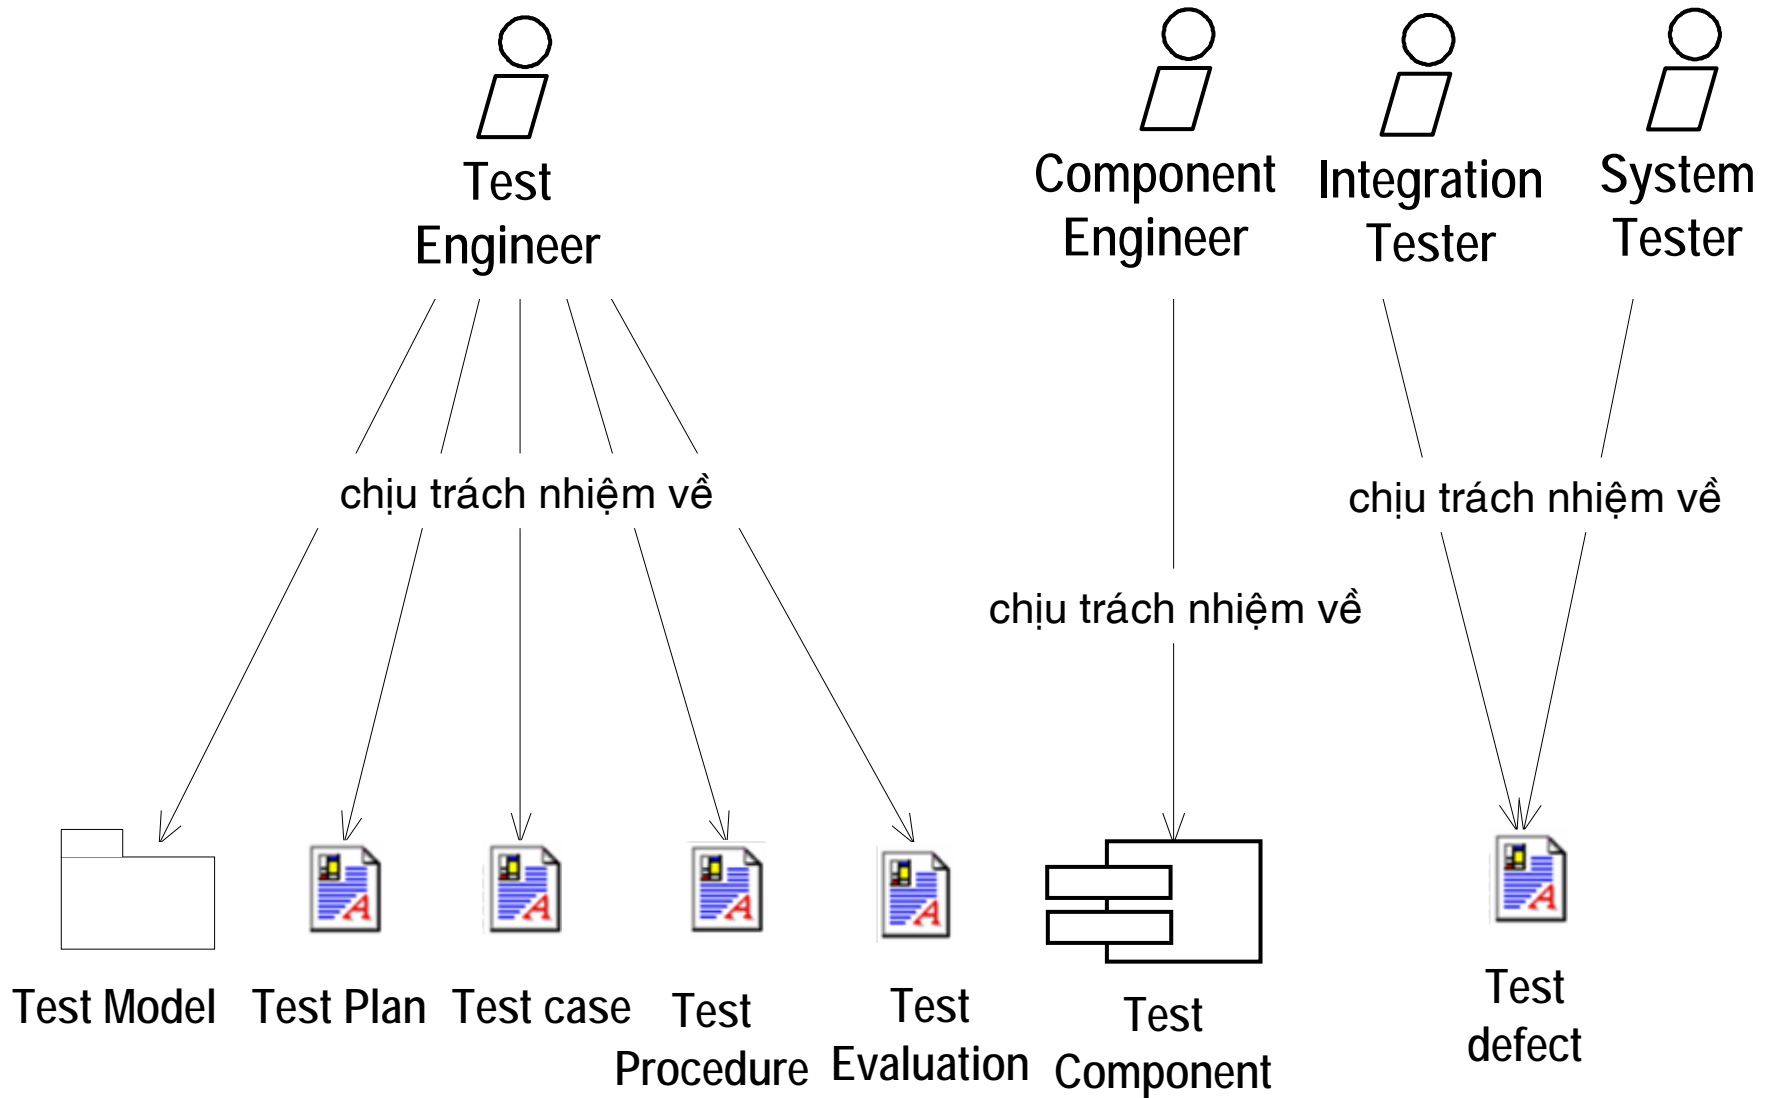 Test
Engineer
Component
Engineer
Integration
Tester
System
Tester
chịu trách nhiệm về
chịu trách nhiệm về
chịu trách nhiệm về
Test Model
Test Plan
Test case
Test
Procedure
Test
Evaluation
Test
Component
Test
defect